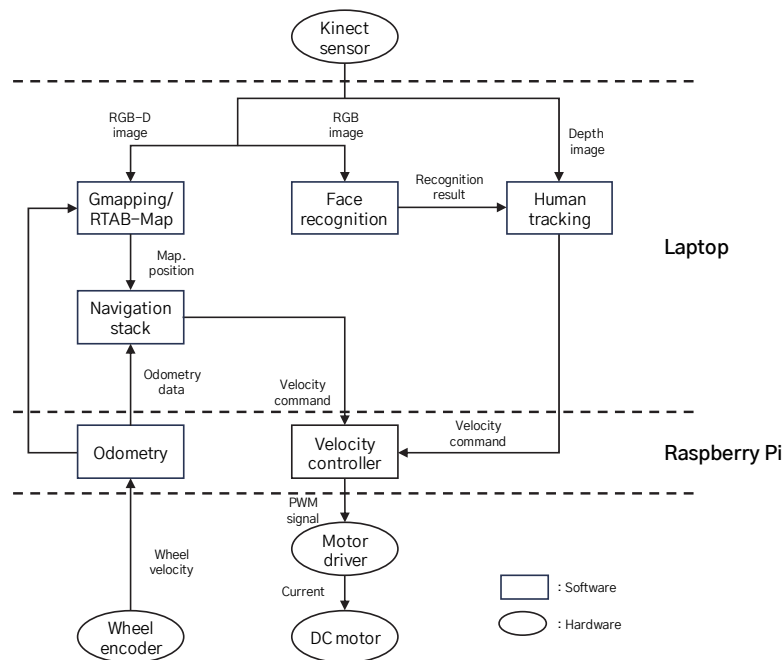 Kinect
sensor
RGB-D
image
RGB
image
Depth
image
Gmapping/
RTAB-Map
Face
recognition
Recognition
result
Human
tracking
Laptop
Map.
position
Navigation
stack
Odometry
data
Velocity
command
Velocity
command
Odometry
Velocity
controller
Raspberry Pi
PWM
signal
Motor
driver
Wheel
velocity
Current
: Software
Wheel
encoder
DC motor
: Hardware